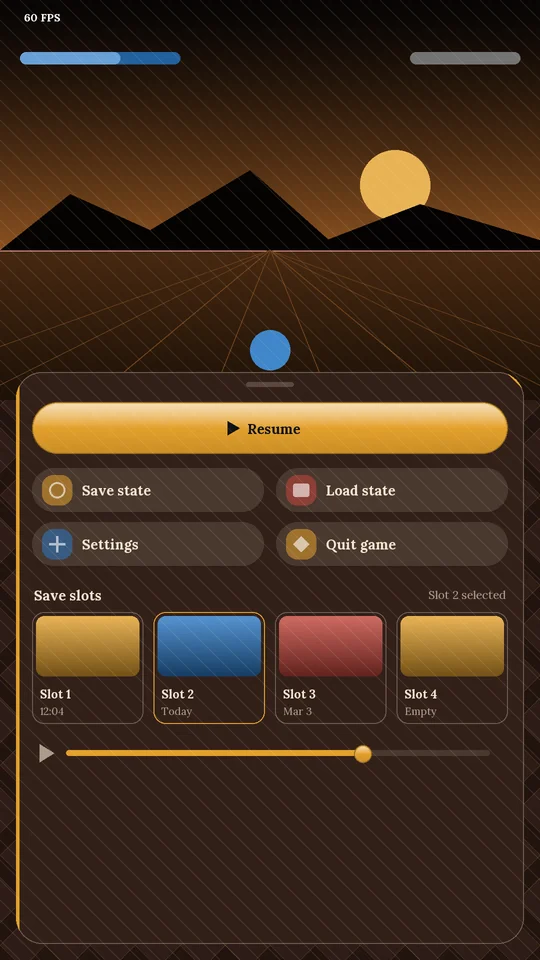 60 FPS
Resume
Save state
Load state
Settings
Quit game
Save slots
Slot 2 selected
Slot 1
12:04
Slot 2
Today
Slot 3
Mar 3
Slot 4
Empty